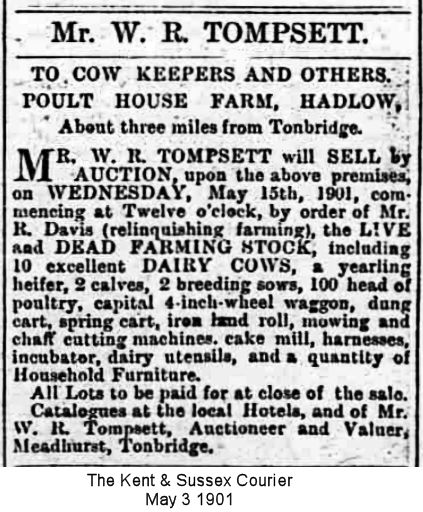 Mr. W. R. TOMPSETT.
TO COW KEEPERS AND OTHERS.
POULT HOUSE FARM, HADLOW,
About three miles from Tonbridge.
MR. W. R. TOMPSETT will SELL by
AUCTION, upon the above premises,
on WEDNESDAY, May 15th, 1901, com-
mencing at Twelve o'clock, by order of Mr.
R. Davis (relinquishing farming), the LIVE
and DEAD FARMING STOCK, including
10 excellent DAIRY COWS, a yearling
heifer, 2 calves, 2 breeding sows, 100 head of
poultry, capital 4-inch-wheel waggon, dung
cart, spring cart, iron land roll, mowing and
chaff cutting machines. cake mill, harnesses,
incubator, dairy utensils, and a quantity of
Household Furniture.
All Lots to be paid for at close of the sale.
Catalogues at the local Hotels, and of Mr.
W. R. Tompsett, Auctioneer and Valuer,
Meadhurst, Tonbridge.
The Kent & Sussex Courier
May 3 1901